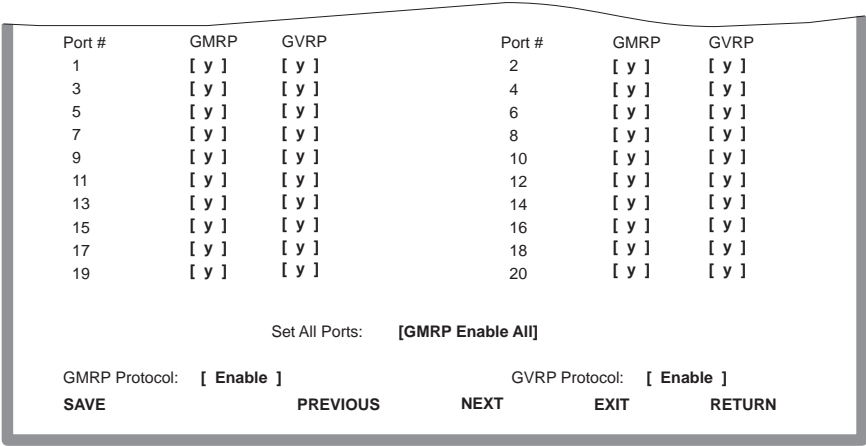 Port # GMRP GVRP Port # GMRP GVRP
1 [ y ] [ y ] 2 [ y ] [ y ]
3 [ y ] [ y ] 4 [ y ] [ y ]
5 [ y ] [ y ] 6 [ y ] [ y ]
7 [ y ] [ y ] 8 [ y ] [ y ]
9 [ y ] [ y ] 10 [ y ] [ y ]
11 [ y ] [ y ] 12 [ y ] [ y ]
13 [ y ] [ y ] 14 [ y ] [ y ]
15 [ y ] [ y ] 16 [ y ] [ y ]
17 [ y ] [ y ] 18 [ y ] [ y ]
19 [ y ] [ y ] 20 [ y ] [ y ]
Set All Ports: [GMRP Enable All]
GMRP Protocol: [ Enable ] GVRP Protocol: [ Enable ]
SAVE PREVIOUS NEXT EXIT RETURN